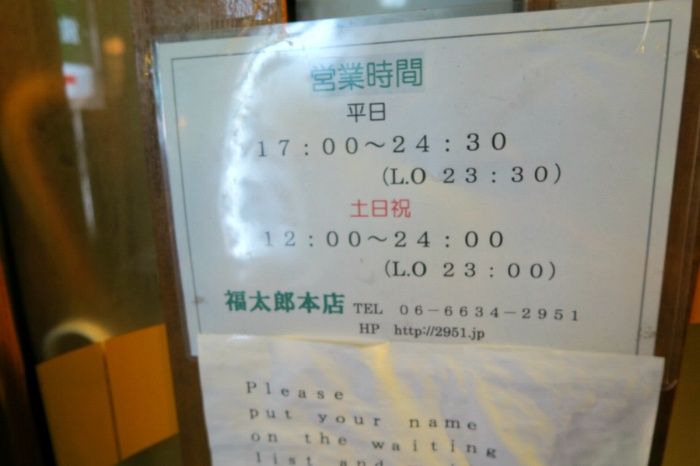 営業時間
平日
17：00～24：30
(L.O 23：30)
土日祝
12：00～24：00
(L.O 23：00)
福太郎本店 TEL 06-6634-2951
HP http://2951.jp
Please
put your name
on the waiting
list and